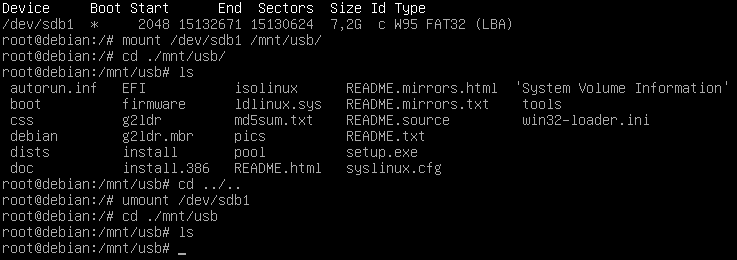 Device     Boot Start      End  Sectors  Size Id Type
/dev/sdb1  *     2048 15132671 15130624  7,2G  c W95 FAT32 (LBA)
root@debian:/# mount /dev/sdb1 /mnt/usb/
root@debian:/# cd ./mnt/usb/
root@debian:/mnt/usb# ls
 autorun.inf   EFI           isolinux      README.mirrors.html  'System Volume Information'
 boot          firmware      ldlinux.sys   README.mirrors.txt    tools
 css           g2ldr         md5sum.txt    README.source         win32-loader.ini
 debian        g2ldr.mbr     pics          README.txt
 dists         install       pool          setup.exe
 doc           install.386   README.html   syslinux.cfg
root@debian:/mnt/usb# cd ../..
root@debian:/# umount /dev/sdb1
root@debian:/# cd ./mnt/usb
root@debian:/mnt/usb# ls
root@debian:/mnt/usb# _